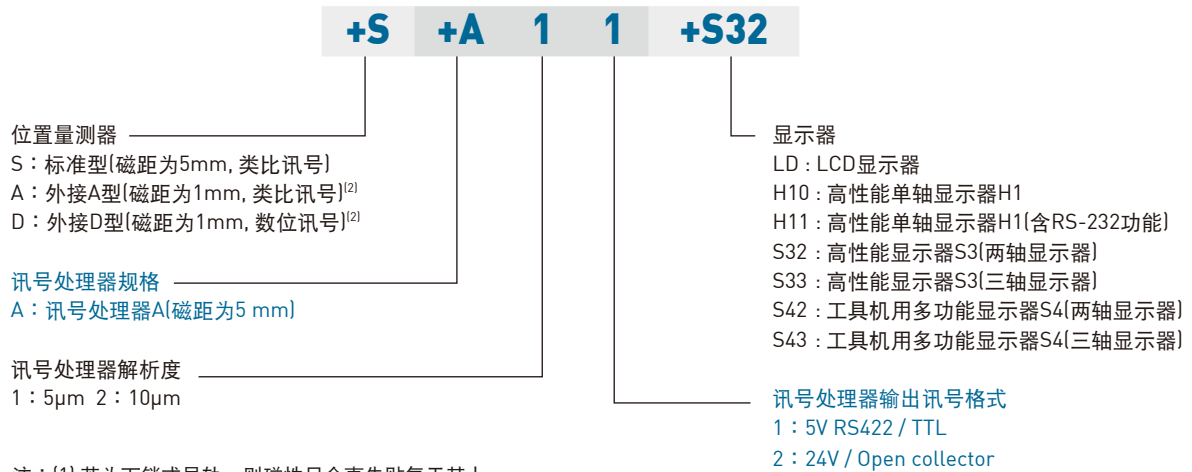 +S +A 1 1 +S32
位置量测器
S：标准型(磁距为5mm, 类比讯号)
A：外接A型(磁距为1mm, 类比讯号)(2)
D：外接D型(磁距为1mm, 数位讯号)(2)
讯号处理器规格
A：讯号处理器A(磁距为5 mm)
讯号处理器解析度
1：5μm 2：10μm
显示器
LD : LCD显示器
H10 : 高性能单轴显示器H1
H11 : 高性能单轴显示器H1(含RS-232功能)
S32 : 高性能显示器S3(两轴显示器)
S33 : 高性能显示器S3(三轴显示器)
S42 : 工具机用多功能显示器S4(两轴显示器)
S43 : 工具机用多功能显示器S4(三轴显示器)
讯号处理器输出讯号格式
1：5V RS422 / TTL
2：24V / Open collector